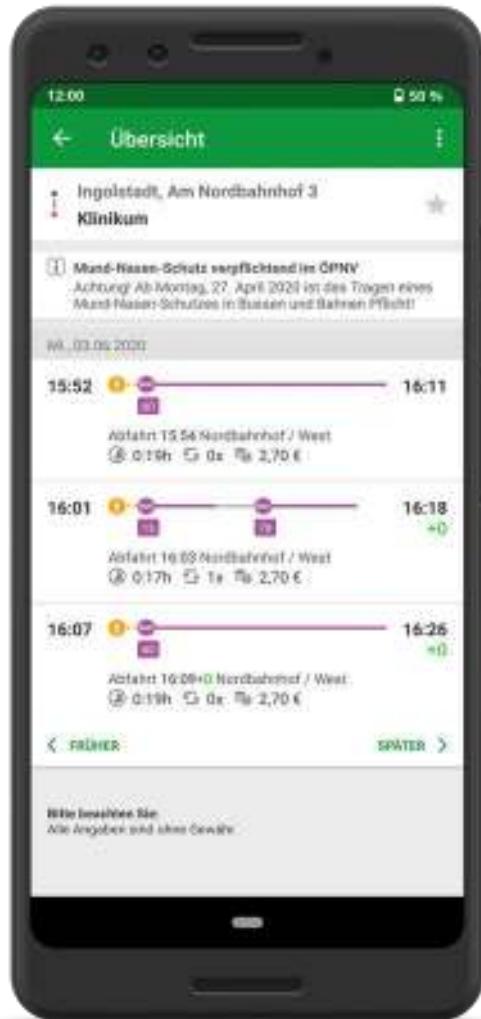 12:00 50 %
Übersicht
Ingolstadt, Am Nordbahnhof 3
Klinikum
Mund-Nasen-Schutz verpflichtend im ÖPNV
Achtung! Ab Montag, 27. April 2020 ist das Tragen eines
Mund-Nasen-Schutzes in Bussen und Bahnen Pflicht!
Mi., 03.06.2020
15:52 16:11
Abfahrt 15:54 Nordbahnhof / West
0:19h 0x 2,70 €
16:01 16:18
+0
Abfahrt 16:03 Nordbahnhof / West
0:17h 1x 2,70 €
16:07 16:26
+0
Abfahrt 16:09+0 Nordbahnhof / West
0:19h 0x 2,70 €
FRÜHER SPÄTER
Bitte beachten Sie
Alle Angaben sind ohne Gewähr